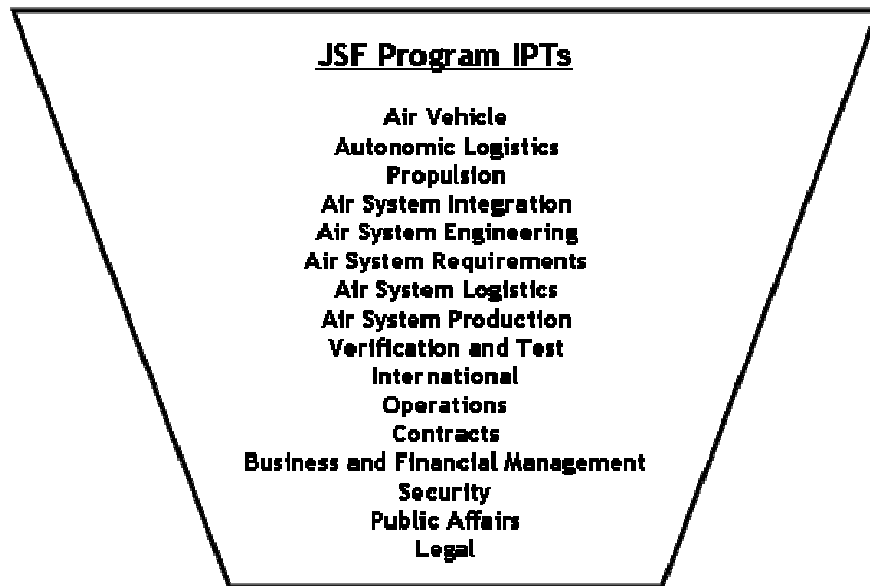 JSF Program IPTs
Air Vehicle
Autonomic Logistics
Propulsion
Air System Integration
Air System Engineering
Air System Requirements
Air System Logistics
Air System Production
Verification and Test
International
Operations
Contracts
Business and Financial Management
Security
Public Affairs
Legal